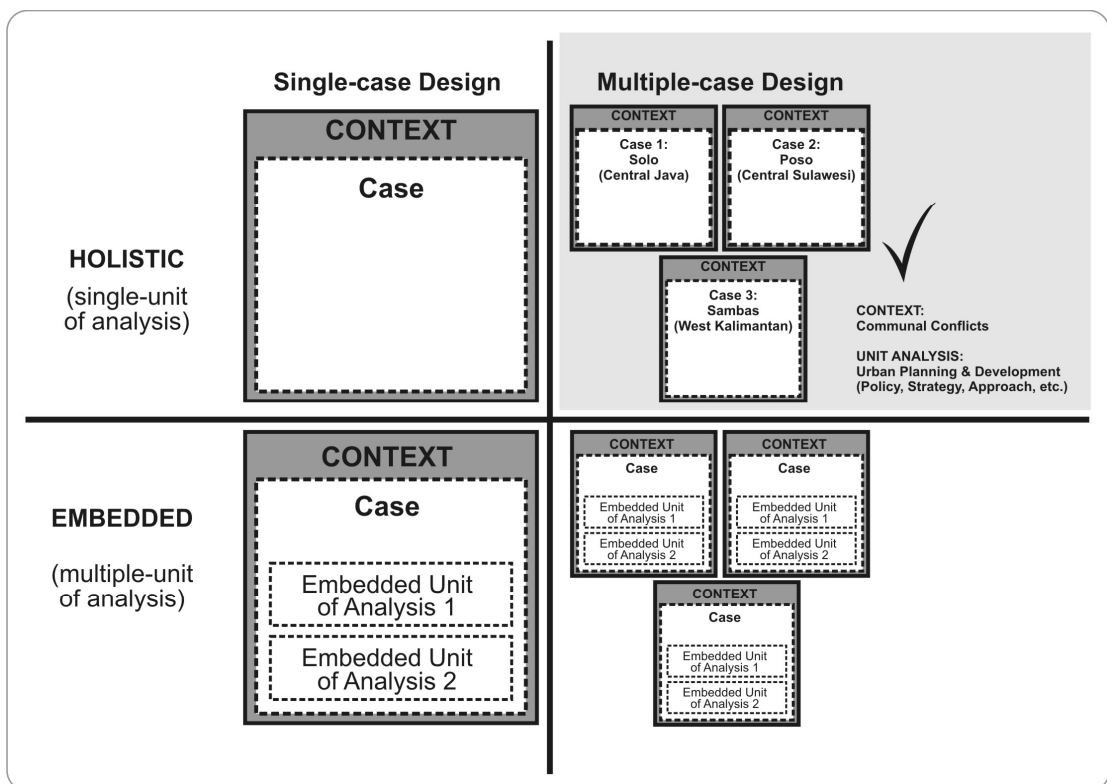 Single-case Design
Multiple-case Design
HOLISTIC
(single-unit
of analysis)
CONTEXT
Case
CONTEXT
Case 1:
Solo
(Central Java)
CONTEXT
Case 2:
Poso
(Central Sulawesi)
CONTEXT
Case 3:
Sambas
(West Kalimantan)
CONTEXT:
Communal Conflicts
UNIT ANALYSIS:
Urban Planning & Development
(Policy, Strategy, Approach, etc.)
EMBEDDED
(multiple-unit
of analysis)
CONTEXT
Case
Embedded Unit
of Analysis 1
Embedded Unit
of Analysis 2
CONTEXT
Case
Embedded Unit
of Analysis 1
Embedded Unit
of Analysis 2
CONTEXT
Case
Embedded Unit
of Analysis 1
Embedded Unit
of Analysis 2
CONTEXT
Case
Embedded Unit
of Analysis 1
Embedded Unit
of Analysis 2